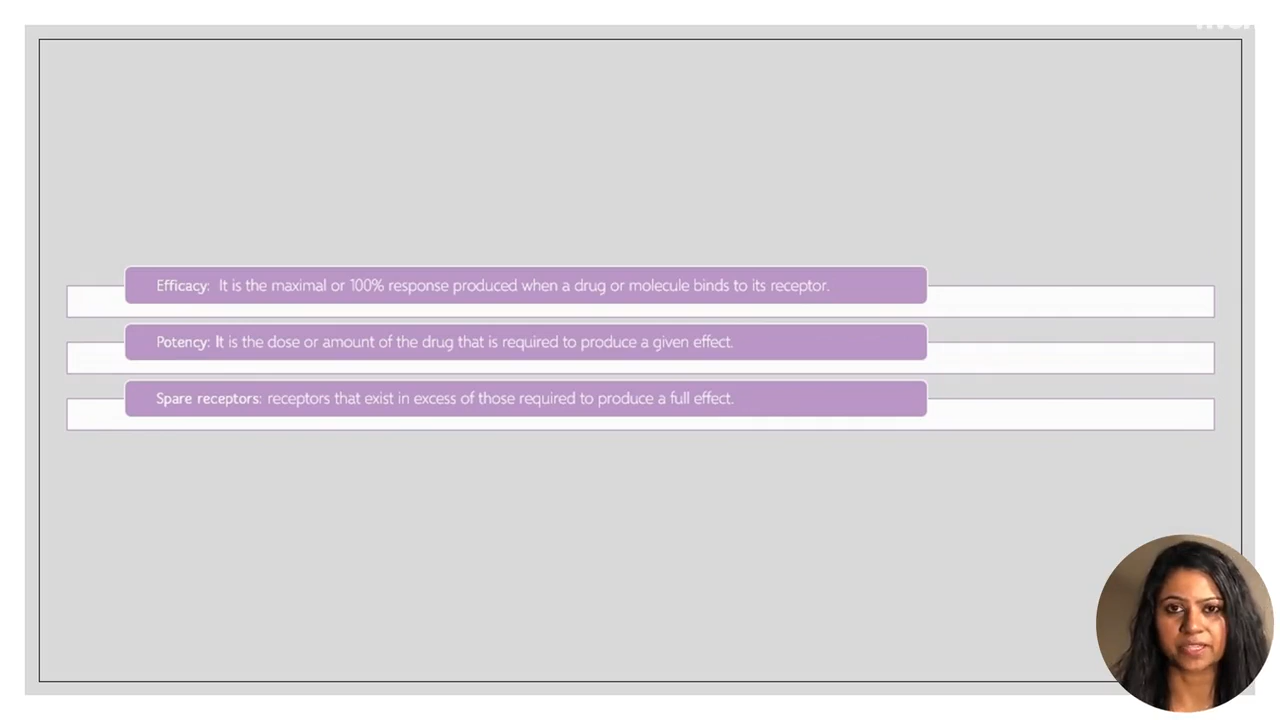 Efficacy: It is the maximal or 100% response produced when a drug or molecule binds to its receptor.
Potency: It is the dose or amount of the drug that is required to produce a given effect.
Spare receptors: receptors that exist in excess of those required to produce a full effect.